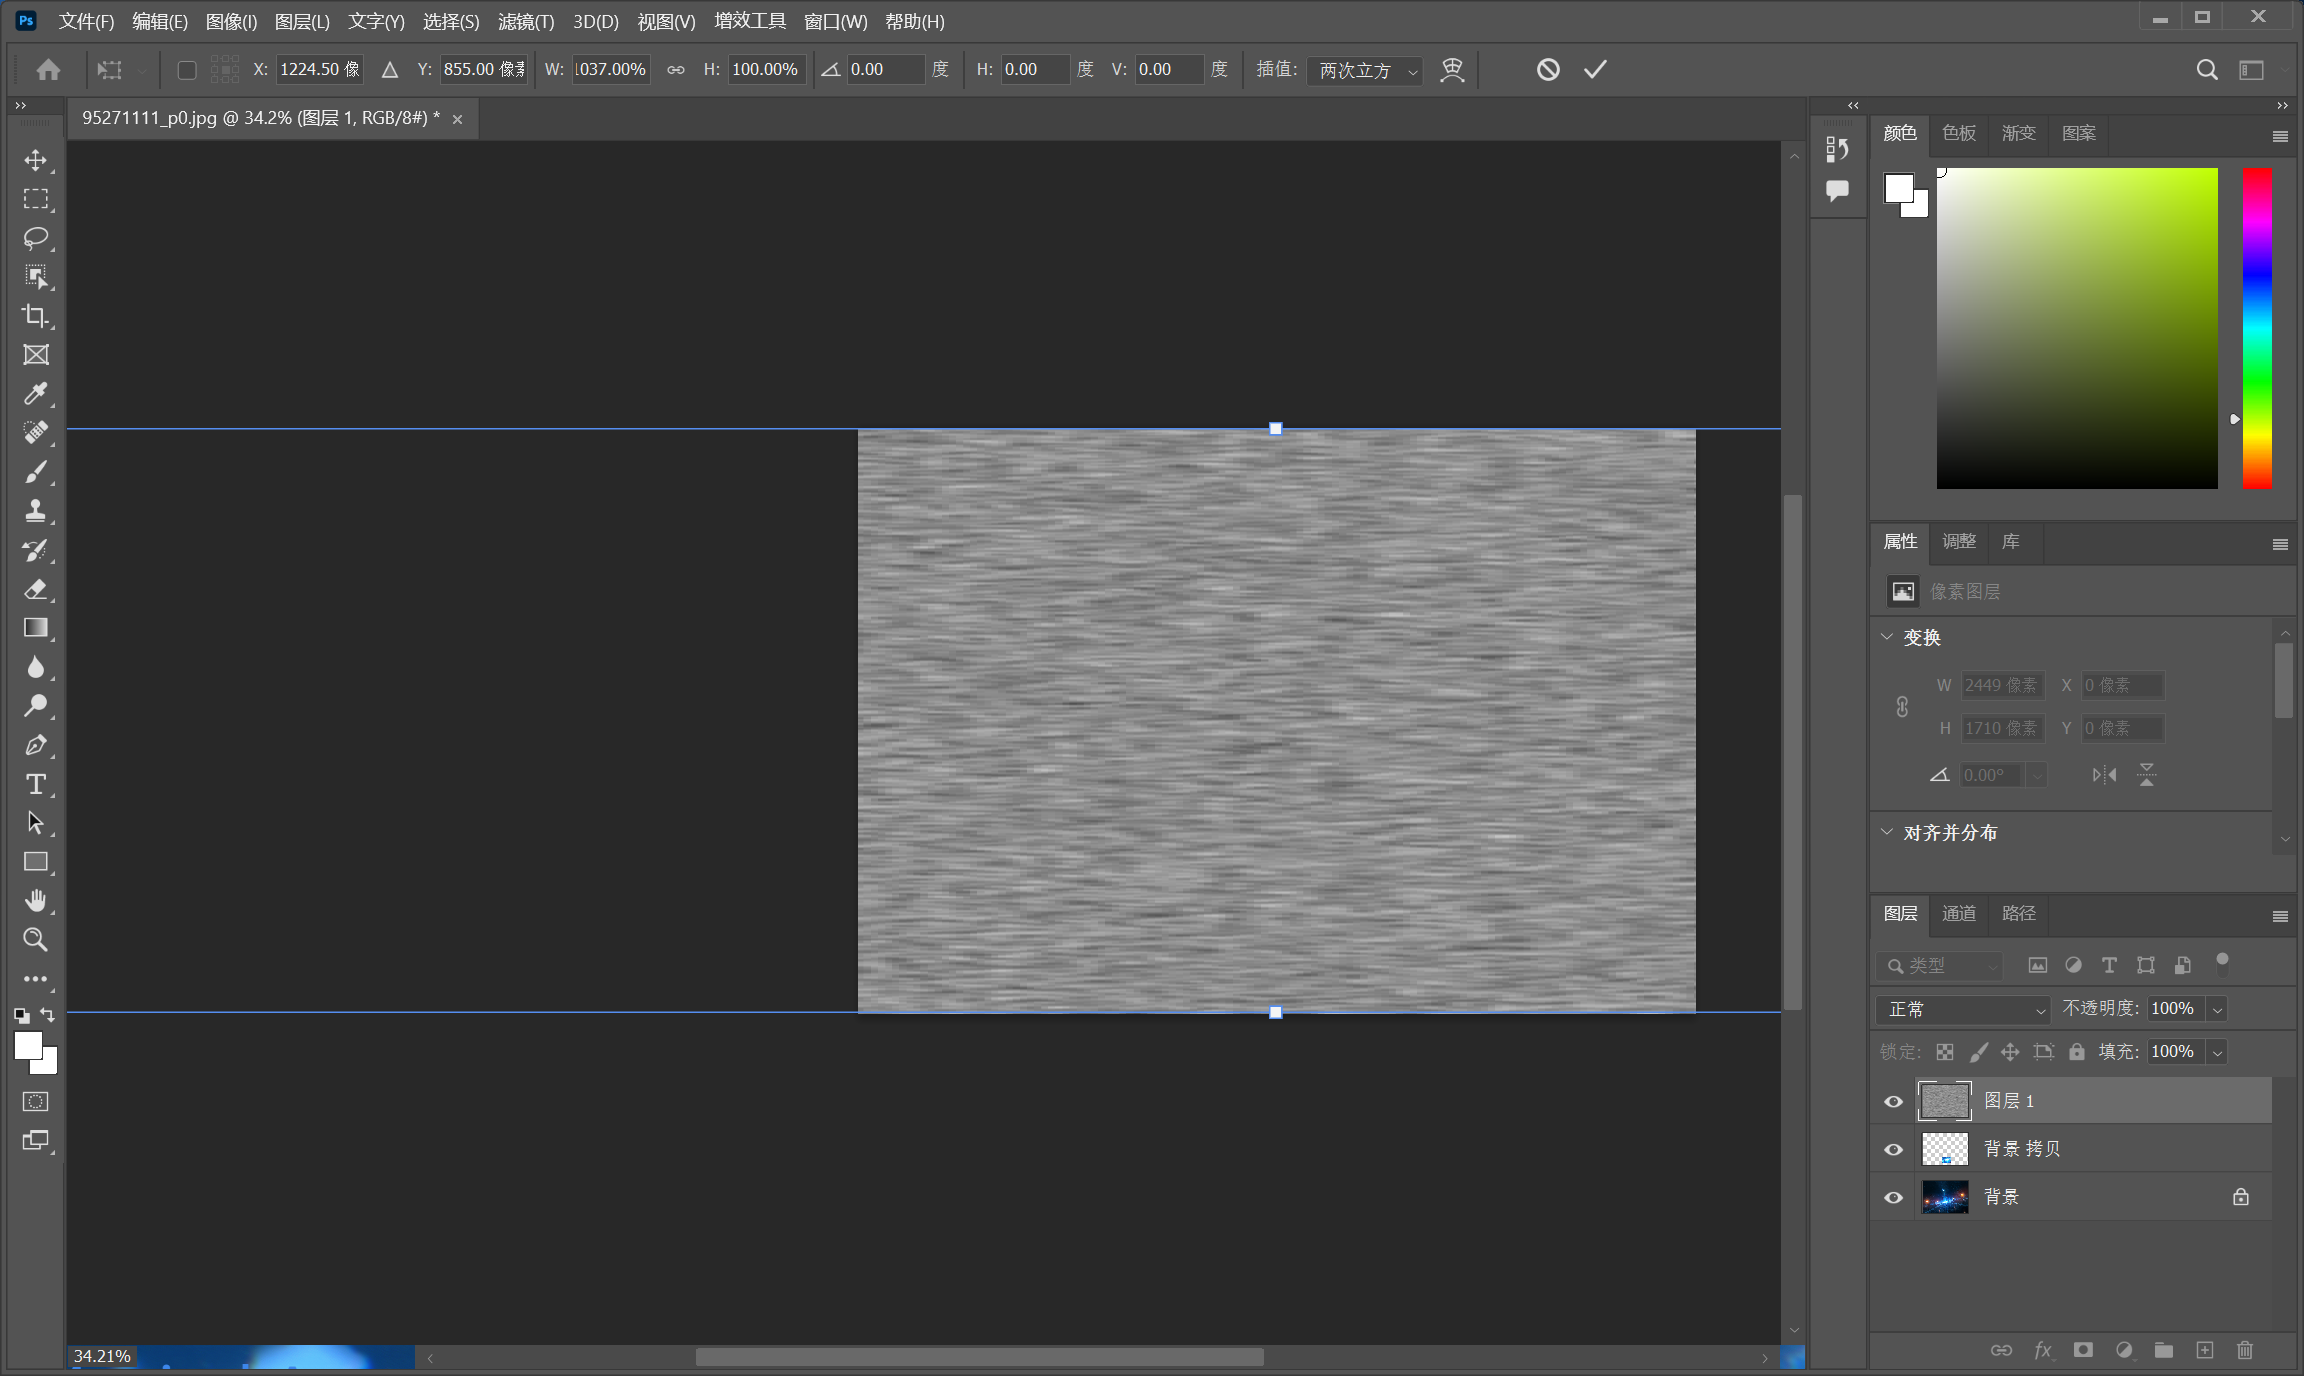 Ps 文件(F) 编辑(E) 图像(I) 图层(L) 文字(Y) 选择(S) 滤镜(T) 3D(D) 视图(V) 增效工具 窗口(W) 帮助(H)
X: 1224.50 像 Y: 855.00 像素 W: 1037.00% H: 100.00% 0.00 度 H: 0.00 度 V: 0.00 度 插值: 两次立方
95271111_p0.jpg @ 34.2% (图层 1, RGB/8#) *
颜色 色板 渐变 图案
属性 调整 库
像素图层
变换
W 2449 像素 X 0 像素
H 1710 像素 Y 0 像素
0.00°
对齐并分布
图层 通道 路径
类型
正常 不透明度: 100%
锁定: 填充: 100%
图层 1
背景 拷贝
背景
fx
34.21%